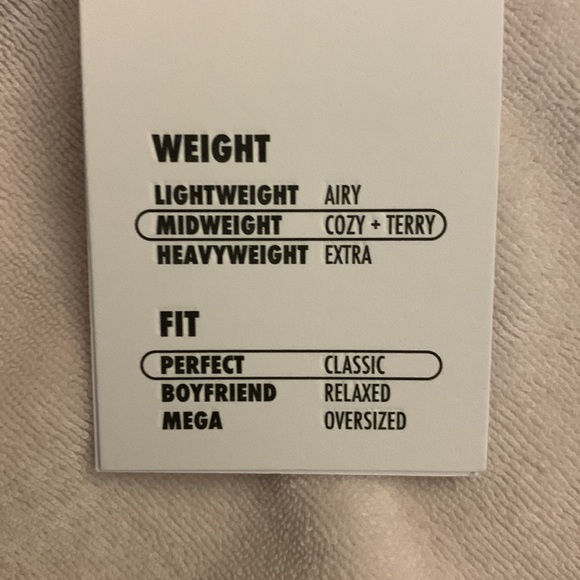 WEIGHT
LIGHTWEIGHT AIRY
MIDWEIGHT COZY + TERRY
HEAVYWEIGHT EXTRA
FIT
PERFECT CLASSIC
BOYFRIEND RELAXED
MEGA OVERSIZED